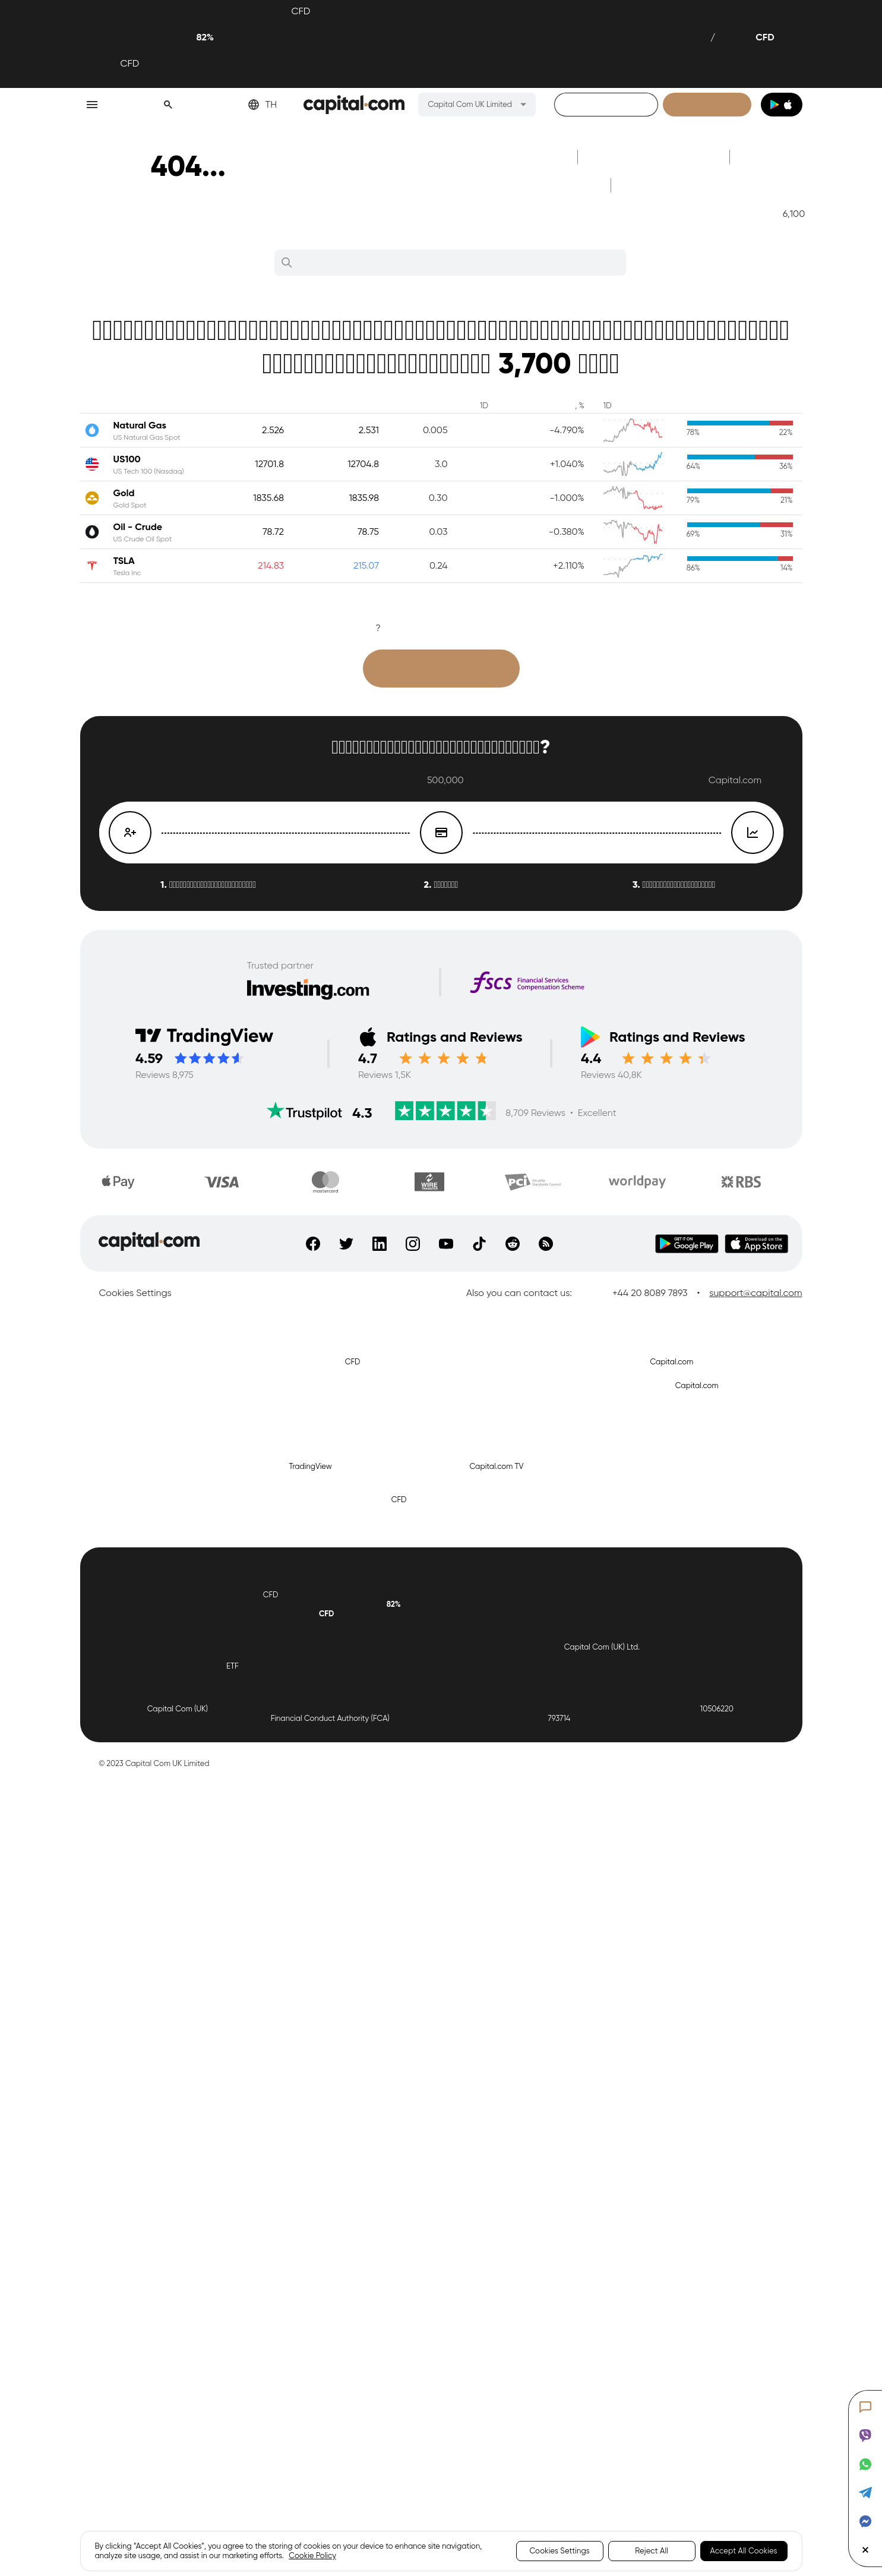 CFD
82% / CFD
CFD
TH capital.com Capital Com UK Limited
404...
6,100
3,700
1D , % 1D
Natural Gas 2.526 2.531 0.005 -4.790% 78% 22%
US Natural Gas Spot
US100 12701.8 12704.8 3.0 +1.040% 64% 36%
US Tech 100 (Nasdaq)
Gold 1835.68 1835.98 0.30 -1.000% 79% 21%
Gold Spot
Oil - Crude 78.72 78.75 0.03 -0.380% 69% 31%
US Crude Oil Spot
TSLA 214.83 215.07 0.24 +2.110% 86% 14%
Tesla Inc
?
?
500,000 Capital.com
1. 2. 3.
Trusted partner
Investing.com fscs Financial Services
Compensation Scheme
TradingView Ratings and Reviews Ratings and Reviews
4.59 4.7 4.4
Reviews 8,975 Reviews 1,5K Reviews 40,8K
Trustpilot 4.3 8,709 Reviews • Excellent
Pay VISA mastercard WIRE TRANSFER PCI worldpay RBS
capital.com GET IT ON Google Play Download on the App Store
Cookies Settings Also you can contact us: +44 20 8089 7893 • support@capital.com
CFD Capital.com
Capital.com
TradingView Capital.com TV
CFD
CFD
82%
CFD
Capital Com (UK) Ltd.
ETF
Capital Com (UK) 10506220
Financial Conduct Authority (FCA) 793714
© 2023 Capital Com UK Limited
By clicking “Accept All Cookies”, you agree to the storing of cookies on your device to enhance site navigation,
analyze site usage, and assist in our marketing efforts. Cookie Policy
Cookies Settings Reject All Accept All Cookies